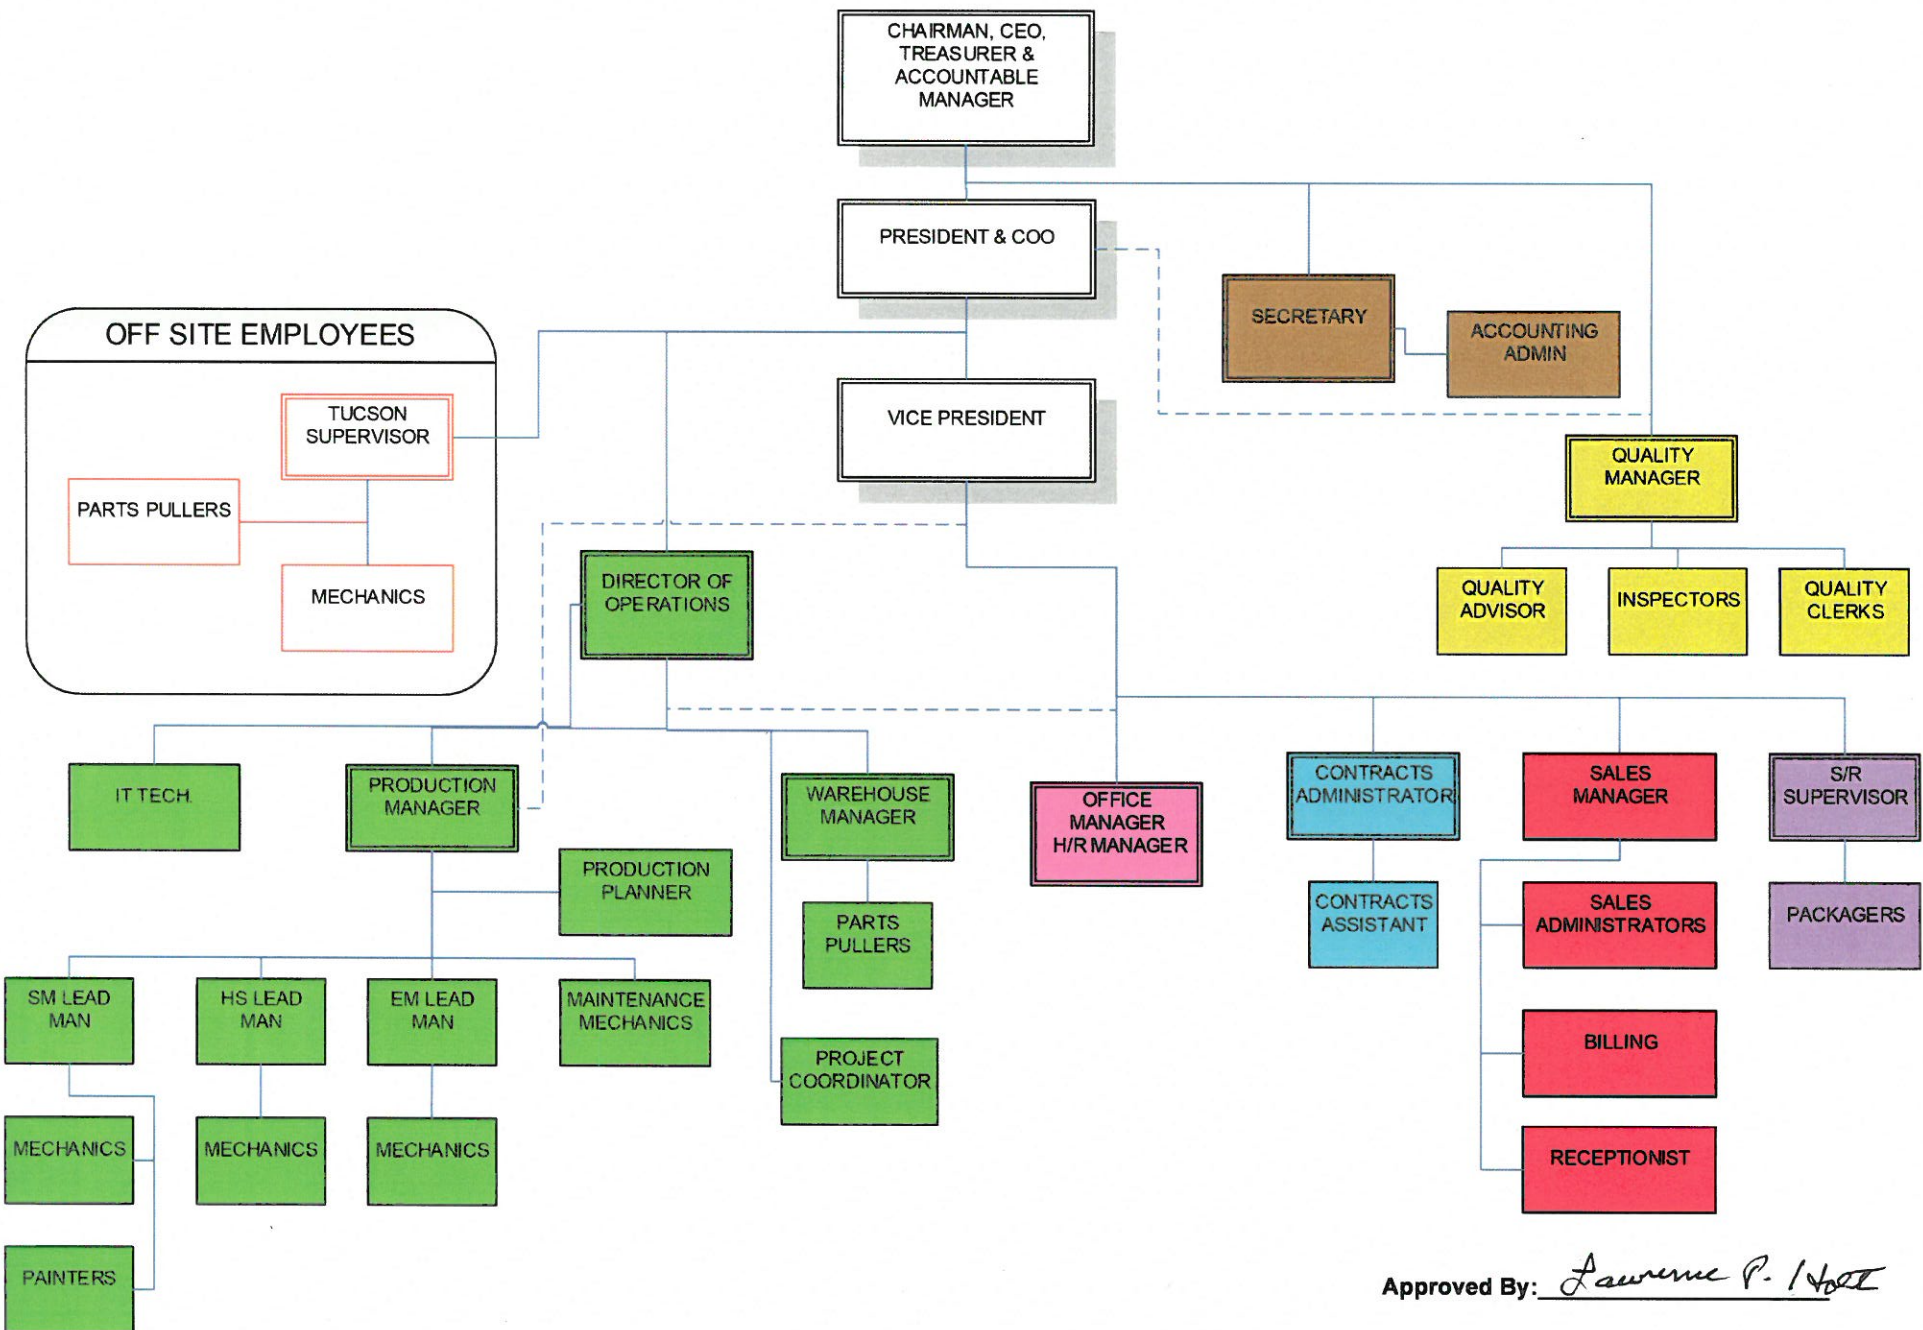 CHAIRMAN, CEO,
TREASURER &
ACCOUNTABLE
MANAGER
PRESIDENT & COO
SECRETARY
ACCOUNTING
ADMIN
OFF SITE EMPLOYEES
TUCSON
SUPERVISOR
PARTS PULLERS
MECHANICS
VICE PRESIDENT
QUALITY
MANAGER
QUALITY
ADVISOR
INSPECTORS
QUALITY
CLERKS
DIRECTOR OF
OPERATIONS
IT TECH.
PRODUCTION
MANAGER
WAREHOUSE
MANAGER
OFFICE
MANAGER
H/R MANAGER
CONTRACTS
ADMINISTRATOR
SALES
MANAGER
S/R
SUPERVISOR
PRODUCTION
PLANNER
PARTS
PULLERS
CONTRACTS
ASSISTANT
SALES
ADMINISTRATORS
PACKAGERS
SM LEAD
MAN
HS LEAD
MAN
EM LEAD
MAN
MAINTENANCE
MECHANICS
PROJECT
COORDINATOR
BILLING
MECHANICS
MECHANICS
MECHANICS
RECEPTIONIST
PAINTERS
Approved By: Lawrence P.